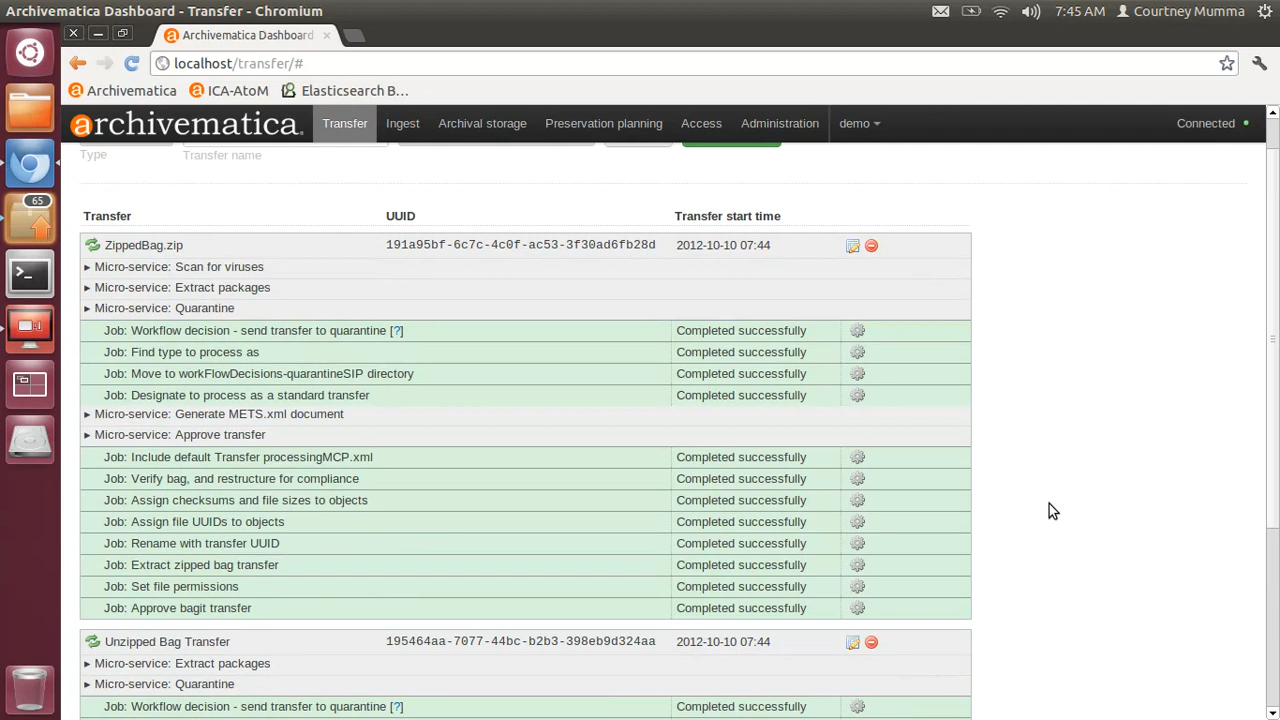 Archivematica Dashboard - Transfer - Chromium
7:45 AM
Courtney Mumma
Archivematica Dashboard
localhost/transfer/#
Archivematica
ICA-AtoM
Elasticsearch B...
archivematica
Transfer
Ingest
Archival storage
Preservation planning
Access
Administration
demo
Connected
Type
Transfer name
65
Transfer UUID Transfer start time
ZippedBag.zip 191a95bf-6c7c-4c0f-ac53-3f30ad6fb28d 2012-10-10 07:44
Micro-service: Scan for viruses
Micro-service: Extract packages
Micro-service: Quarantine
Job: Workflow decision - send transfer to quarantine [?] Completed successfully
Job: Find type to process as Completed successfully
Job: Move to workFlowDecisions-quarantineSIP directory Completed successfully
Job: Designate to process as a standard transfer Completed successfully
Micro-service: Generate METS.xml document
Micro-service: Approve transfer
Job: Include default Transfer processingMCP.xml Completed successfully
Job: Verify bag, and restructure for compliance Completed successfully
Job: Assign checksums and file sizes to objects Completed successfully
Job: Assign file UUIDs to objects Completed successfully
Job: Rename with transfer UUID Completed successfully
Job: Extract zipped bag transfer Completed successfully
Job: Set file permissions Completed successfully
Job: Approve bagit transfer Completed successfully
Unzipped Bag Transfer 195464aa-7077-44bc-b2b3-398eb9d324aa 2012-10-10 07:44
Micro-service: Extract packages
Micro-service: Quarantine
Job: Workflow decision - send transfer to quarantine [?] Completed successfully